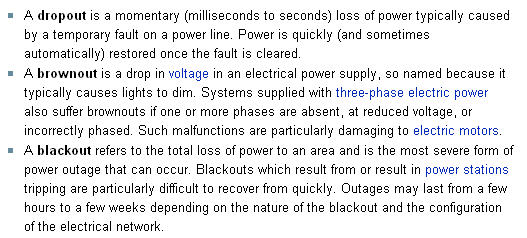 A dropout is a momentary (milliseconds to seconds) loss of power typically caused
by a temporary fault on a power line. Power is quickly (and sometimes
automatically) restored once the fault is cleared.
A brownout is a drop in voltage in an electrical power supply, so named because it
typically causes lights to dim. Systems supplied with three-phase electric power
also suffer brownouts if one or more phases are absent, at reduced voltage, or
incorrectly phased. Such malfunctions are particularly damaging to electric motors.
A blackout refers to the total loss of power to an area and is the most severe form of
power outage that can occur. Blackouts which result from or result in power stations
tripping are particularly difficult to recover from quickly. Outages may last from a few
hours to a few weeks depending on the nature of the blackout and the configuration
of the electrical network.